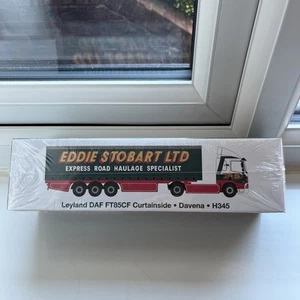 EDDIE STOBART LTD
EXPRESS ROAD HAULAGE SPECIALIST
Leyland DAF FT85CF Curtainside • Davena • H345